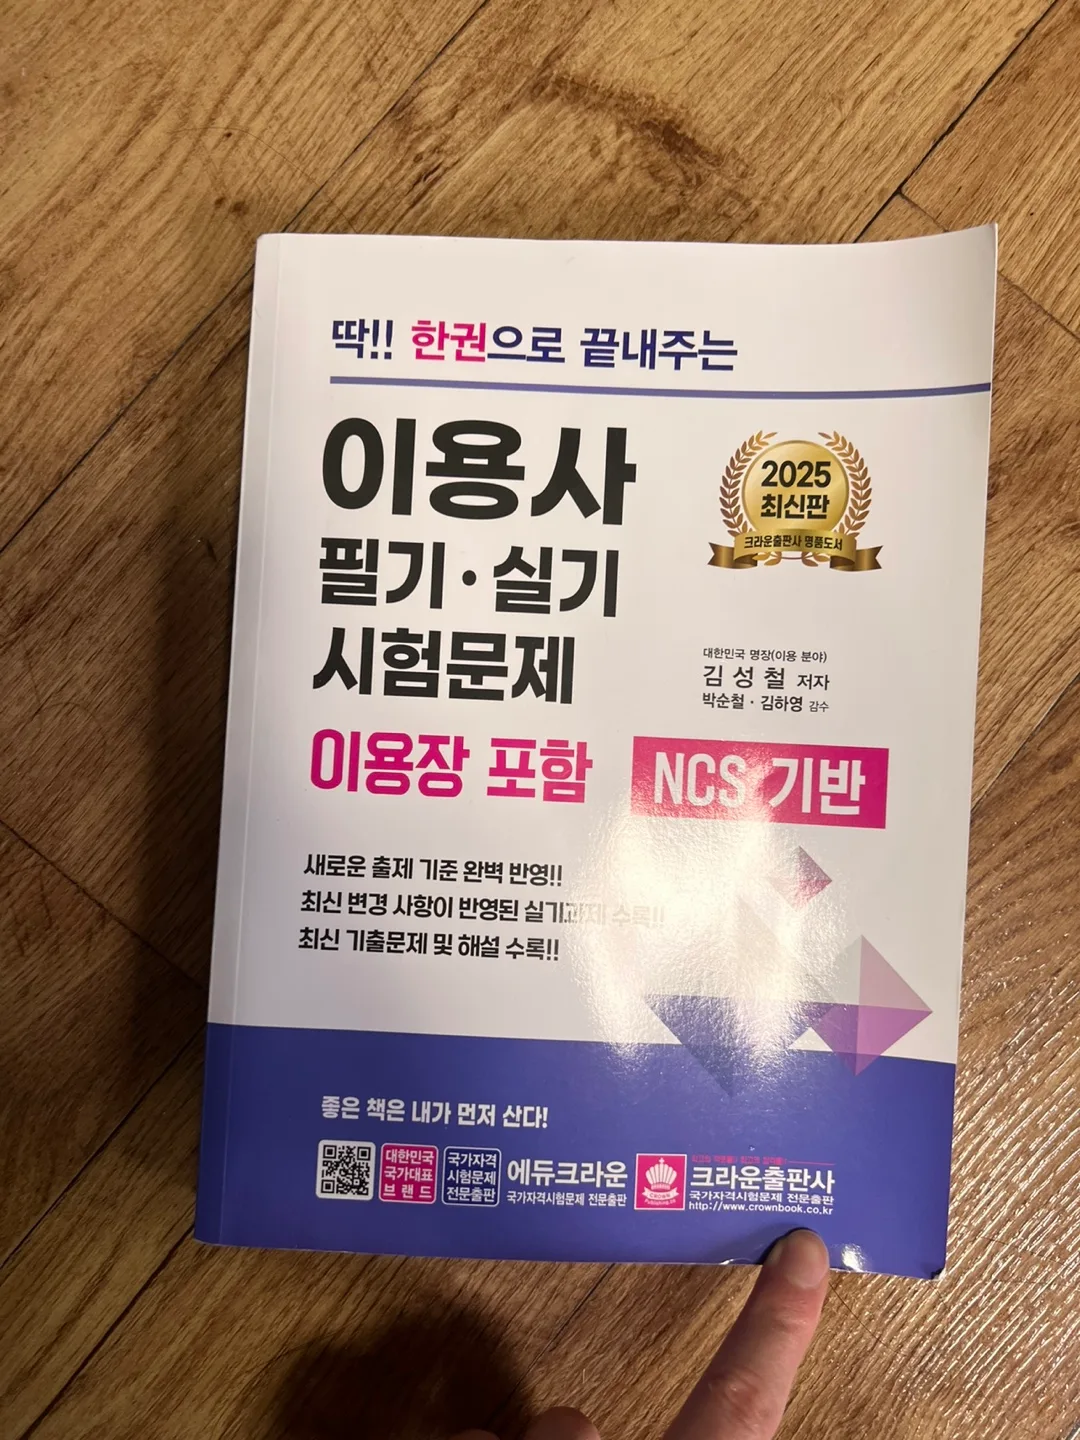 딱!! 한권으로 끝내주는
이용사
필기·실기
시험문제
이용장 포함
2025
최신판
크라운출판사 명품도서
대한민국 명장(이용 분야)
김성철 저자
박순철·김하영 감수
NCS 기반
새로운 출제 기준 완벽 반영!!
최신 변경 사항이 반영된 실기과제 수록!!
최신 기출문제 및 해설 수록!!
좋은 책은 내가 먼저 산다!
대한민국
국가대표
브랜드
국가자격
시험문제
전문출판
에듀크라운
국가자격시험문제 전문출판
CROWN
크라운출판사
국가자격시험문제 전문출판
http://www.crownbook.co.kr